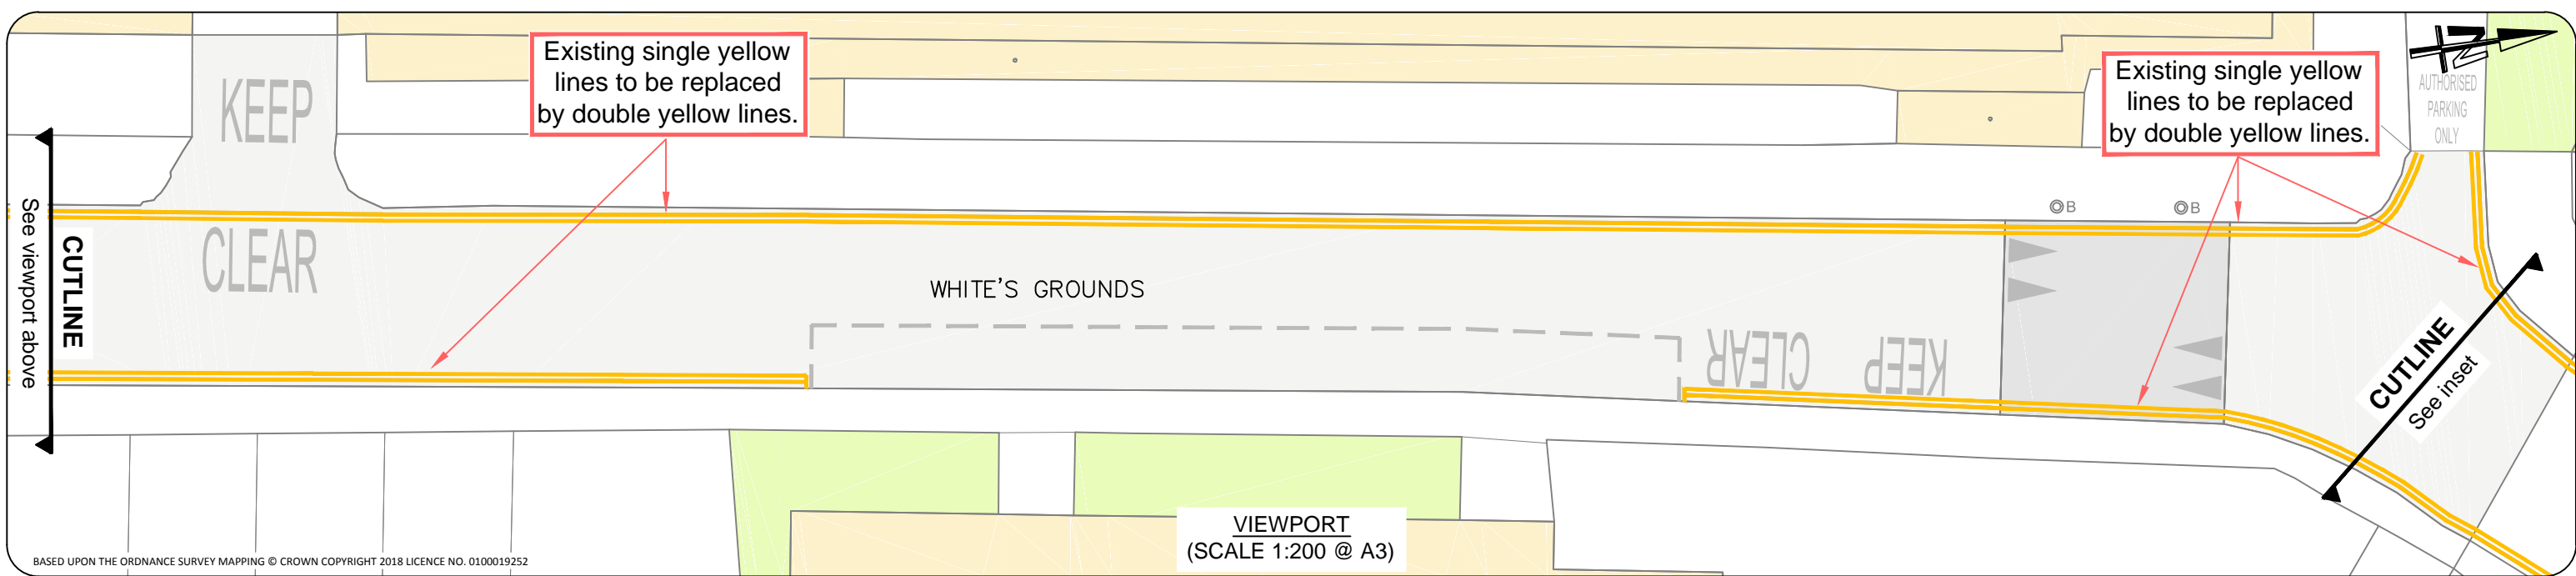 Existing single yellow
lines to be replaced
by double yellow lines.
Existing single yellow
lines to be replaced
by double yellow lines.
N
AUTHORISED
PARKING
ONLY
KEEP
CLEAR
See viewport above
CUTLINE
B
B
WHITE'S GROUNDS
CLEAR
KEEP
CUTLINE
See inset
VIEWPORT
(SCALE 1:200 @ A3)
BASED UPON THE ORDNANCE SURVEY MAPPING © CROWN COPYRIGHT 2018 LICENCE NO. 0100019252